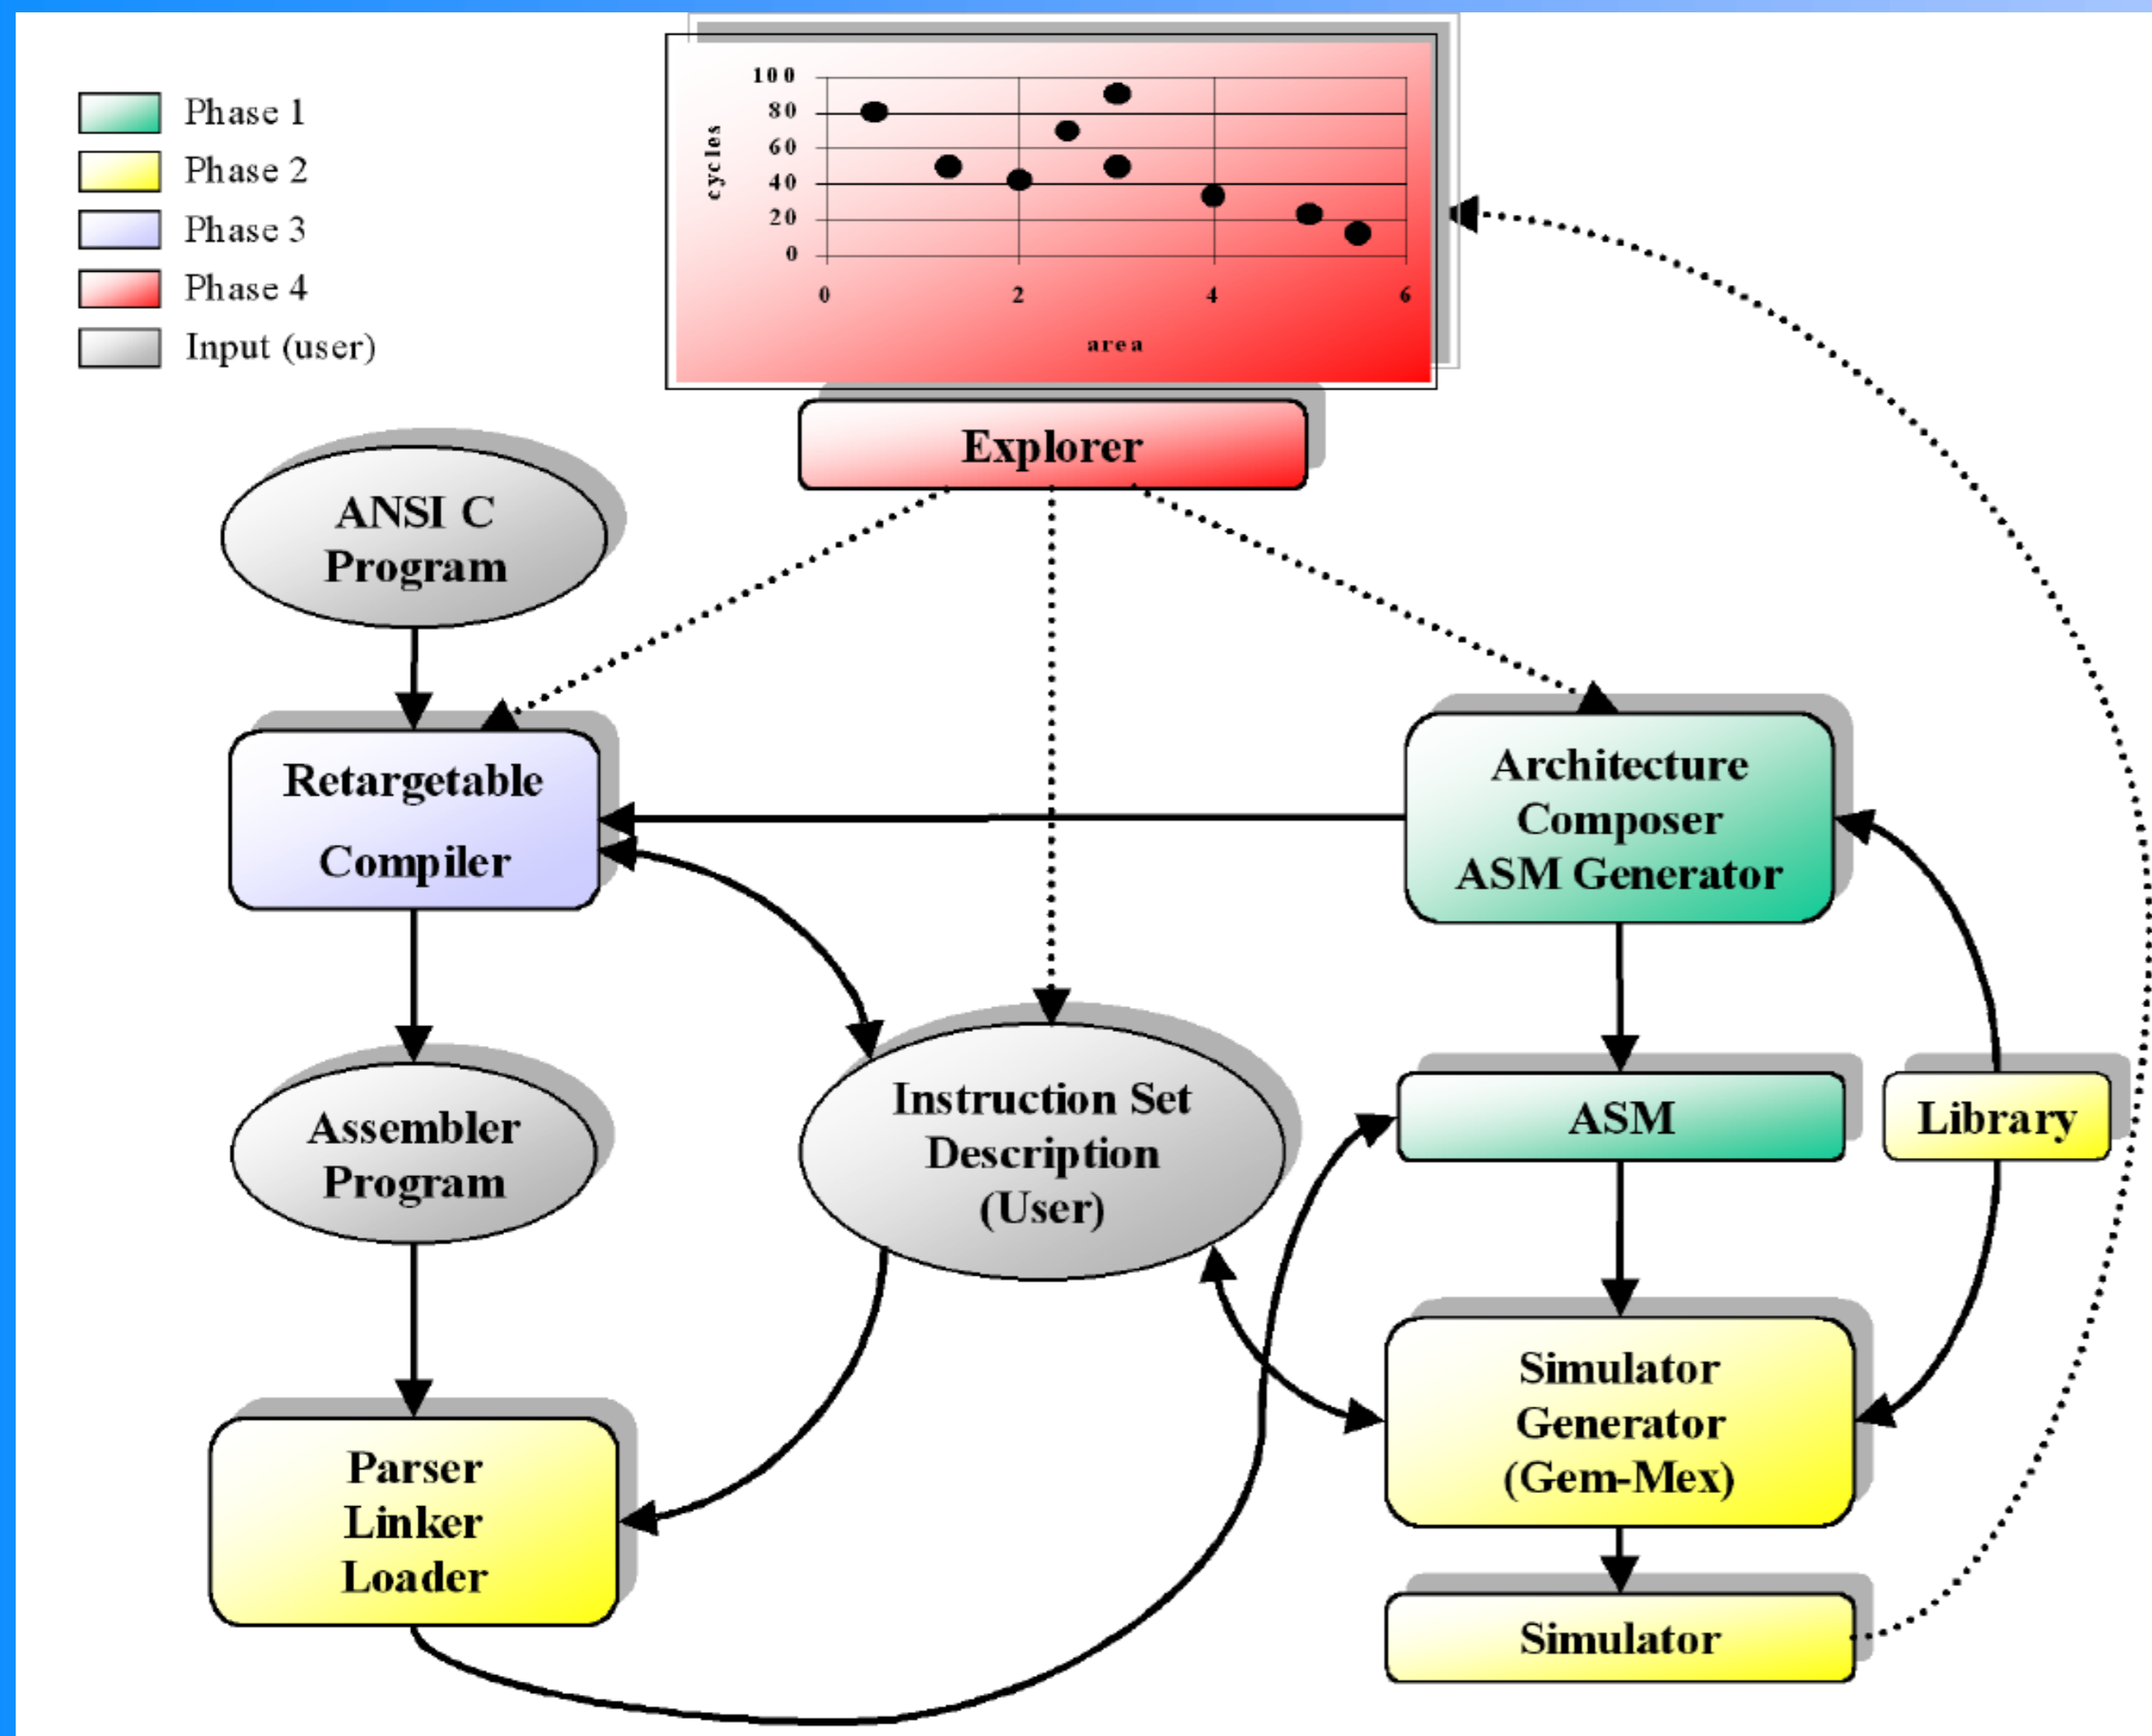 Phase 1
Phase 2
Phase 3
Phase 4
Input (user)
100
80
60
40
20
0
cycles
0 2 4 6
area
Explorer
ANSI C
Program
Retargetable
Compiler
Architecture
Composer
ASM Generator
Assembler
Program
Instruction Set
Description
(User)
ASM
Library
Parser
Linker
Loader
Simulator
Generator
(Gem-Mex)
Simulator